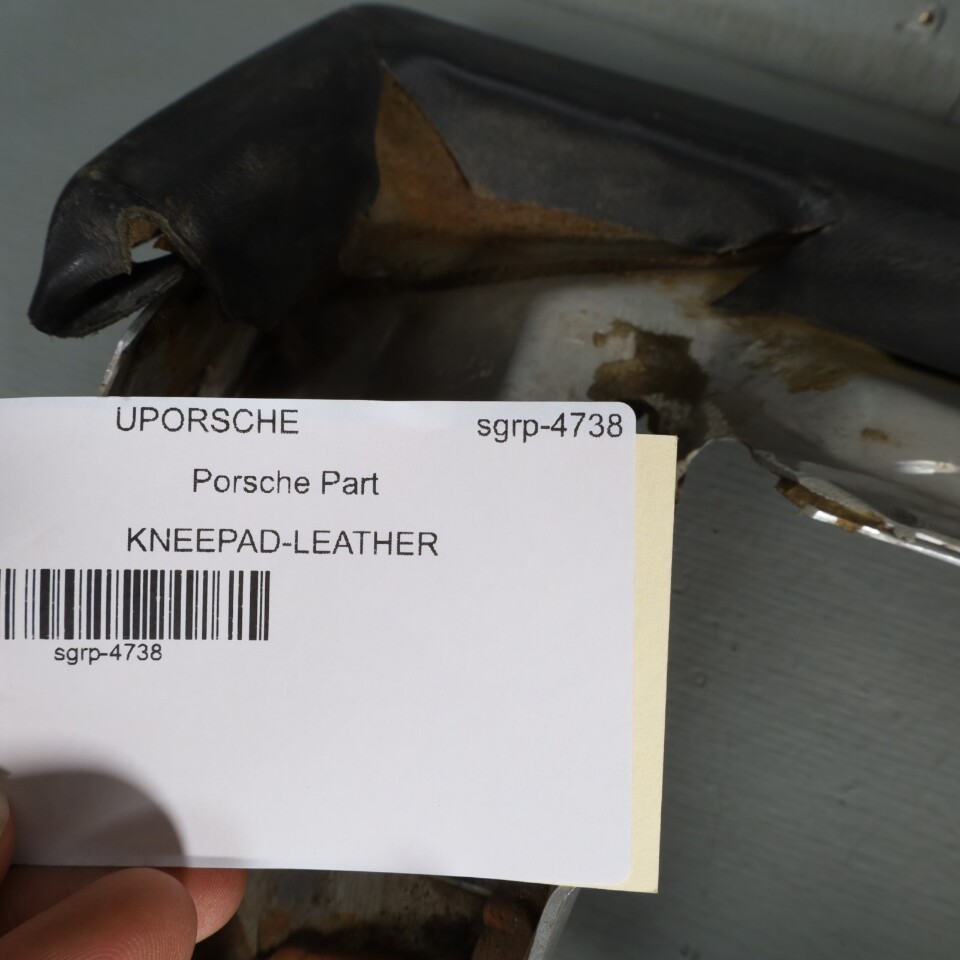 UPORSCHE sgrp-4738
Porsche Part
KNEEPAD-LEATHER
sgrp-4738